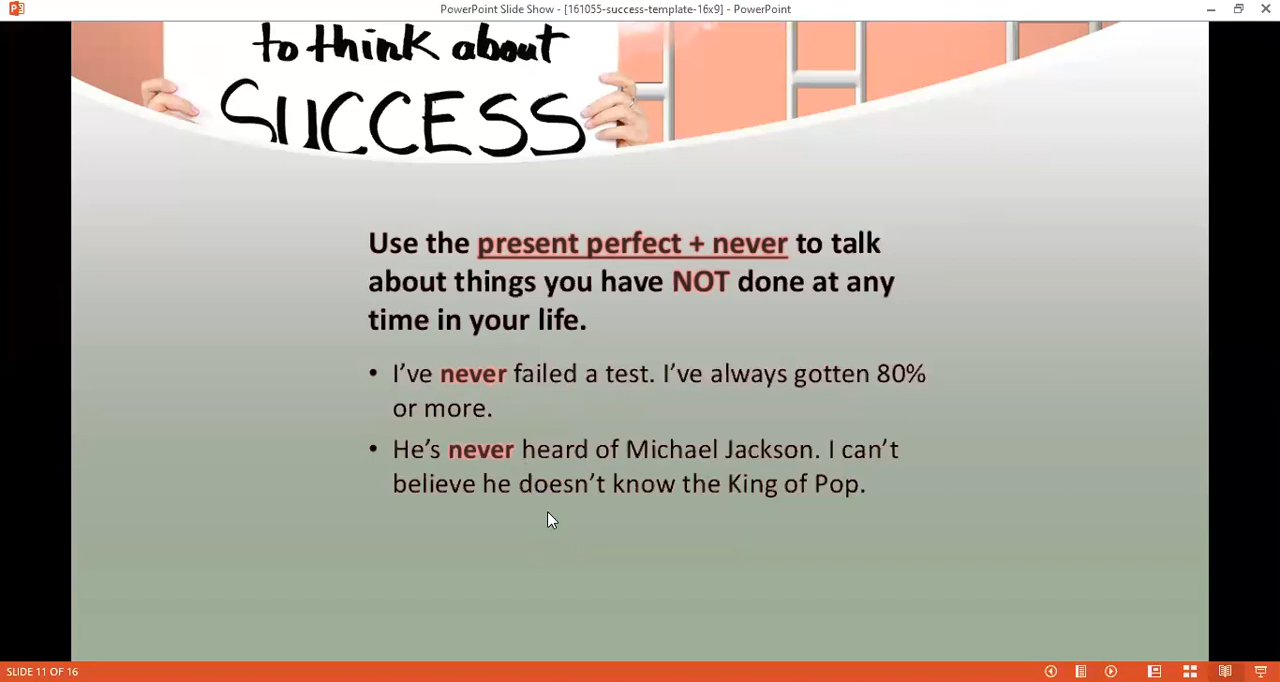 PowerPoint Slide Show - [161055-success-template-16x9] - PowerPoint
to think about
SUCCESS
Use the present perfect + never to talk
about things you have NOT done at any
time in your life.
• I’ve never failed a test. I’ve always gotten 80%
or more.
• He’s never heard of Michael Jackson. I can’t
believe he doesn’t know the King of Pop.
SLIDE 11 OF 16